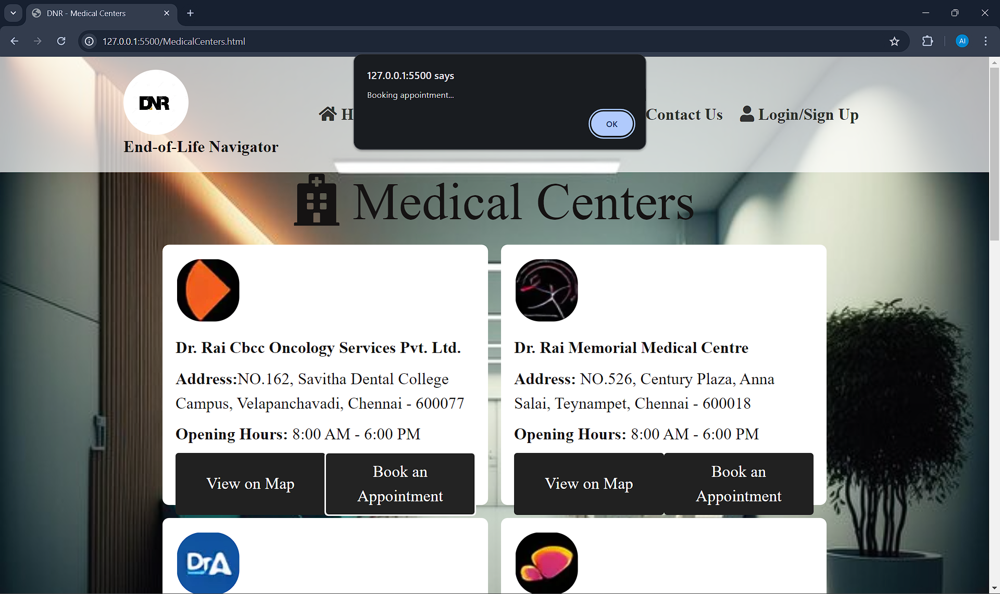 DNR - Medical Centers
127.0.0.1:5500/MedicalCenters.html
AI
127.0.0.1:5500 says
Booking appointment...
OK
DNR
End-of-Life Navigator
H
Contact Us
Login/Sign Up
Medical Centers
Dr. Rai Cbcc Oncology Services Pvt. Ltd.
Address:NO.162, Savitha Dental College
Campus, Velapanchavadi, Chennai - 600077
Opening Hours: 8:00 AM - 6:00 PM
View on Map
Book an
Appointment
Dr. Rai Memorial Medical Centre
Address: NO.526, Century Plaza, Anna
Salai, Teynampet, Chennai - 600018
Opening Hours: 8:00 AM - 6:00 PM
View on Map
Book an
Appointment
DrA